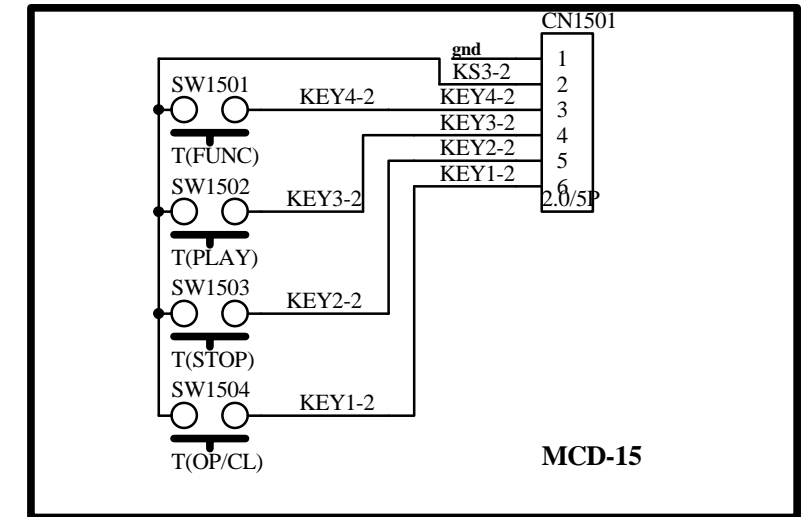 CN1501
gnd 1
KS3-2 2
SW1501
KEY4-2 KEY4-2 3
KEY3-2 4
T(FUNC)
KEY2-2 5
SW1502
KEY1-2 6
KEY3-2
2.0/5P
T(PLAY)
SW1503
KEY2-2
T(STOP)
SW1504
KEY1-2
T(OP/CL)
MCD-15